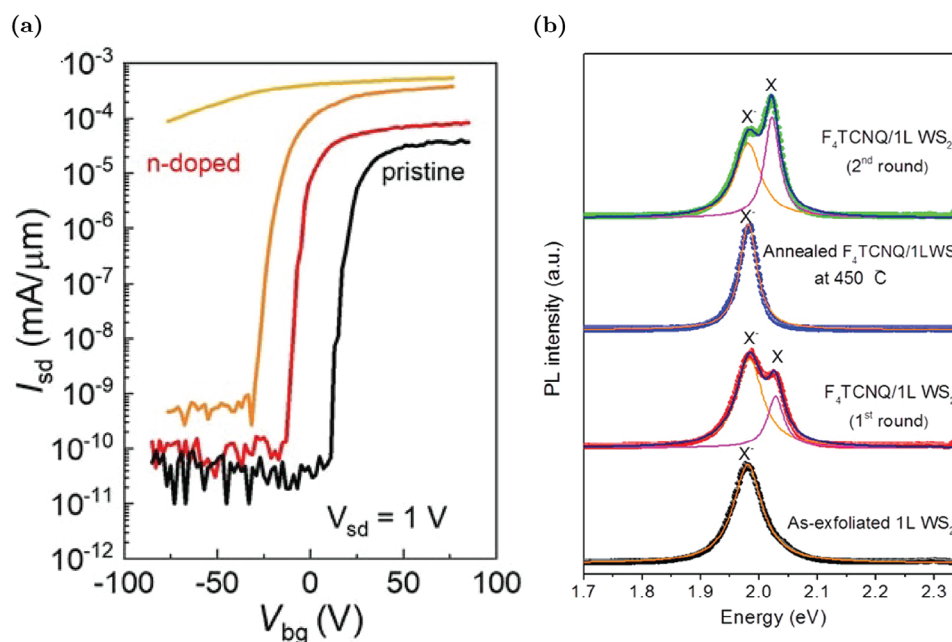 (a)
10⁻³
10⁻⁴
10⁻⁵
10⁻⁶
10⁻⁷
10⁻⁸
10⁻⁹
10⁻¹⁰
10⁻¹¹
10⁻¹²
I_sd (mA/μm)
n-doped
pristine
V_sd = 1 V
-100 -50 0 50 100
V_bg (V)
(b)
PL intensity (a.u.)
X⁻ X
F₄TCNQ/1L WS₂
(2ⁿᵈ round)
X⁻
Annealed F₄TCNQ/1LWS
at 450 °C
X⁻ X
F₄TCNQ/1L WS₂
(1ˢᵗ round)
X⁻
As-exfoliated 1L WS₂
1.7 1.8 1.9 2.0 2.1 2.2 2.3
Energy (eV)